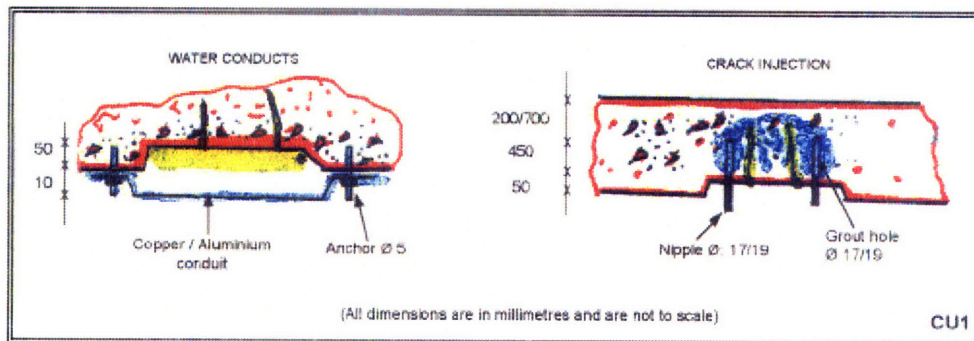 WATER CONDUCTS
50
10
Copper / Aluminium
conduit
Anchor Ø 5
CRACK INJECTION
200/700
450
50
Nipple Ø: 17/19
Grout hole
Ø 17/19
(All dimensions are in millimetres and are not to scale)
CU1